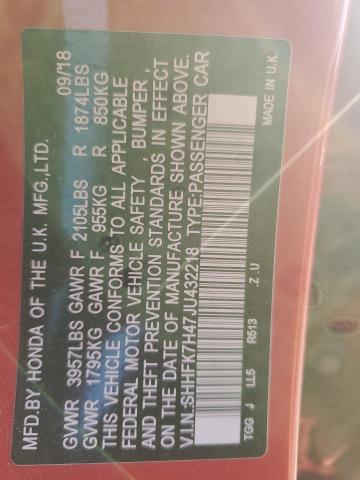 MFD.BY HONDA OF THE U.K. MFG.,LTD. 09/18
GVWR 3957LBS GAWR F 2105LBS R 1874LBS
GVWR 1795KG GAWR F 955KG R 850KG
THIS VEHICLE CONFORMS TO ALL APPLICABLE
FEDERAL MOTOR VEHICLE SAFETY , BUMPER ,
AND THEFT PREVENTION STANDARDS IN EFFECT
ON THE DATE OF MANUFACTURE SHOWN ABOVE.
V.I.N.:SHHFK7H47JU432218 TYPE:PASSENGER CAR
TGG J LL5 R513 .Z .U MADE IN U.K.